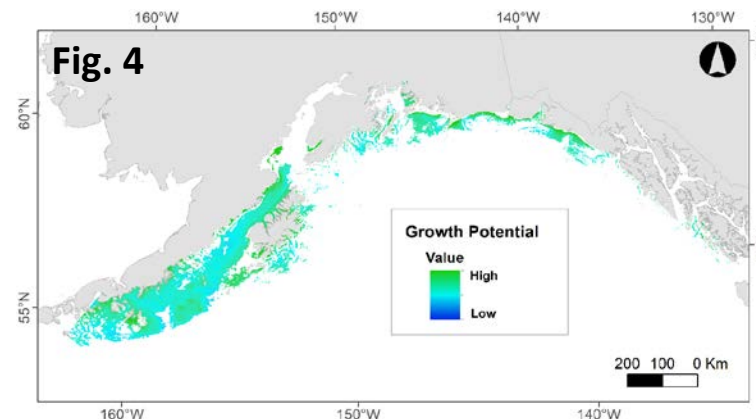 160°W 150°W 140°W 130°W
Fig. 4
60°N
55°N
Growth Potential
Value
High
Low
200 100 0 Km
160°W 150°W 140°W